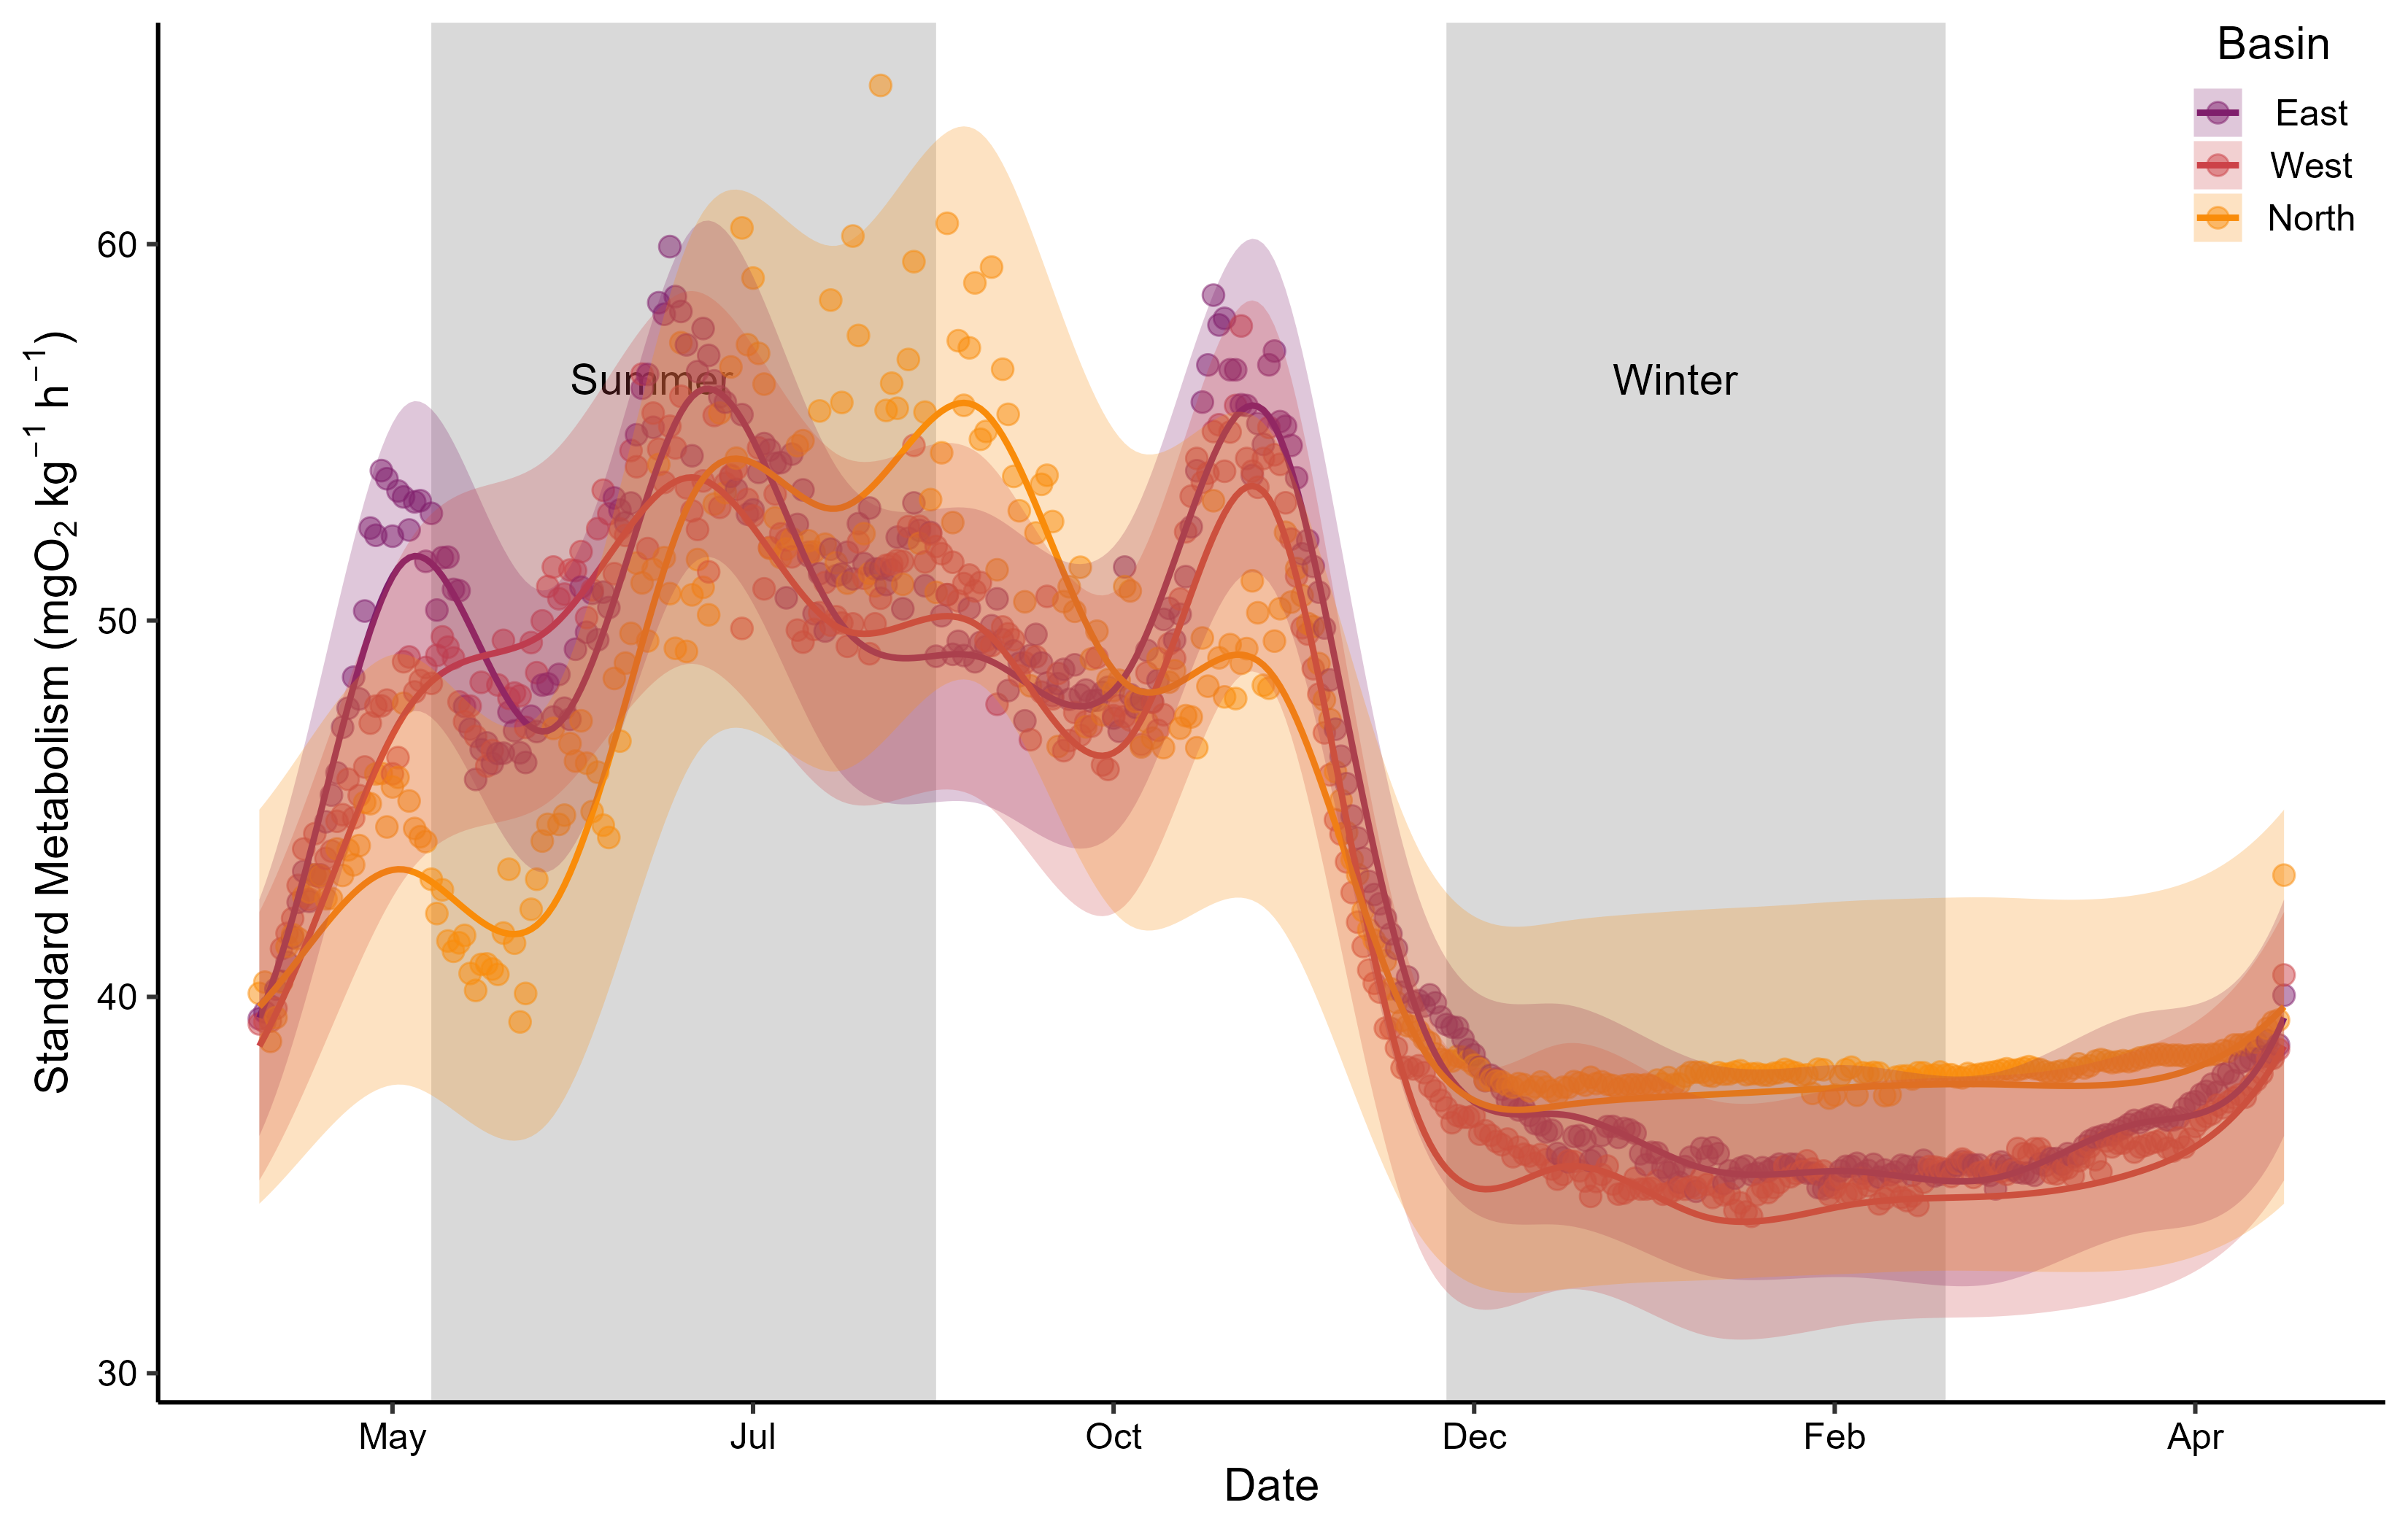 Basin
East
West
North
Summer
Winter
60
50
40
30
Standard Metabolism (mgO₂ kg⁻¹ h⁻¹)
May
Jul
Oct
Dec
Feb
Apr
Date